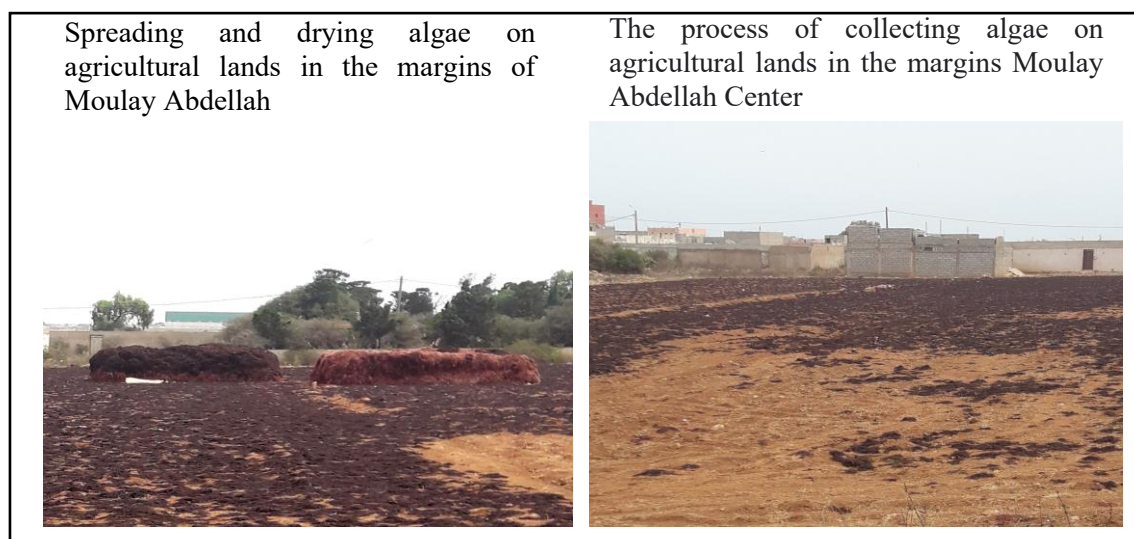 Spreading and drying algae on
agricultural lands in the margins of
Moulay Abdellah
The process of collecting algae on
agricultural lands in the margins Moulay
Abdellah Center